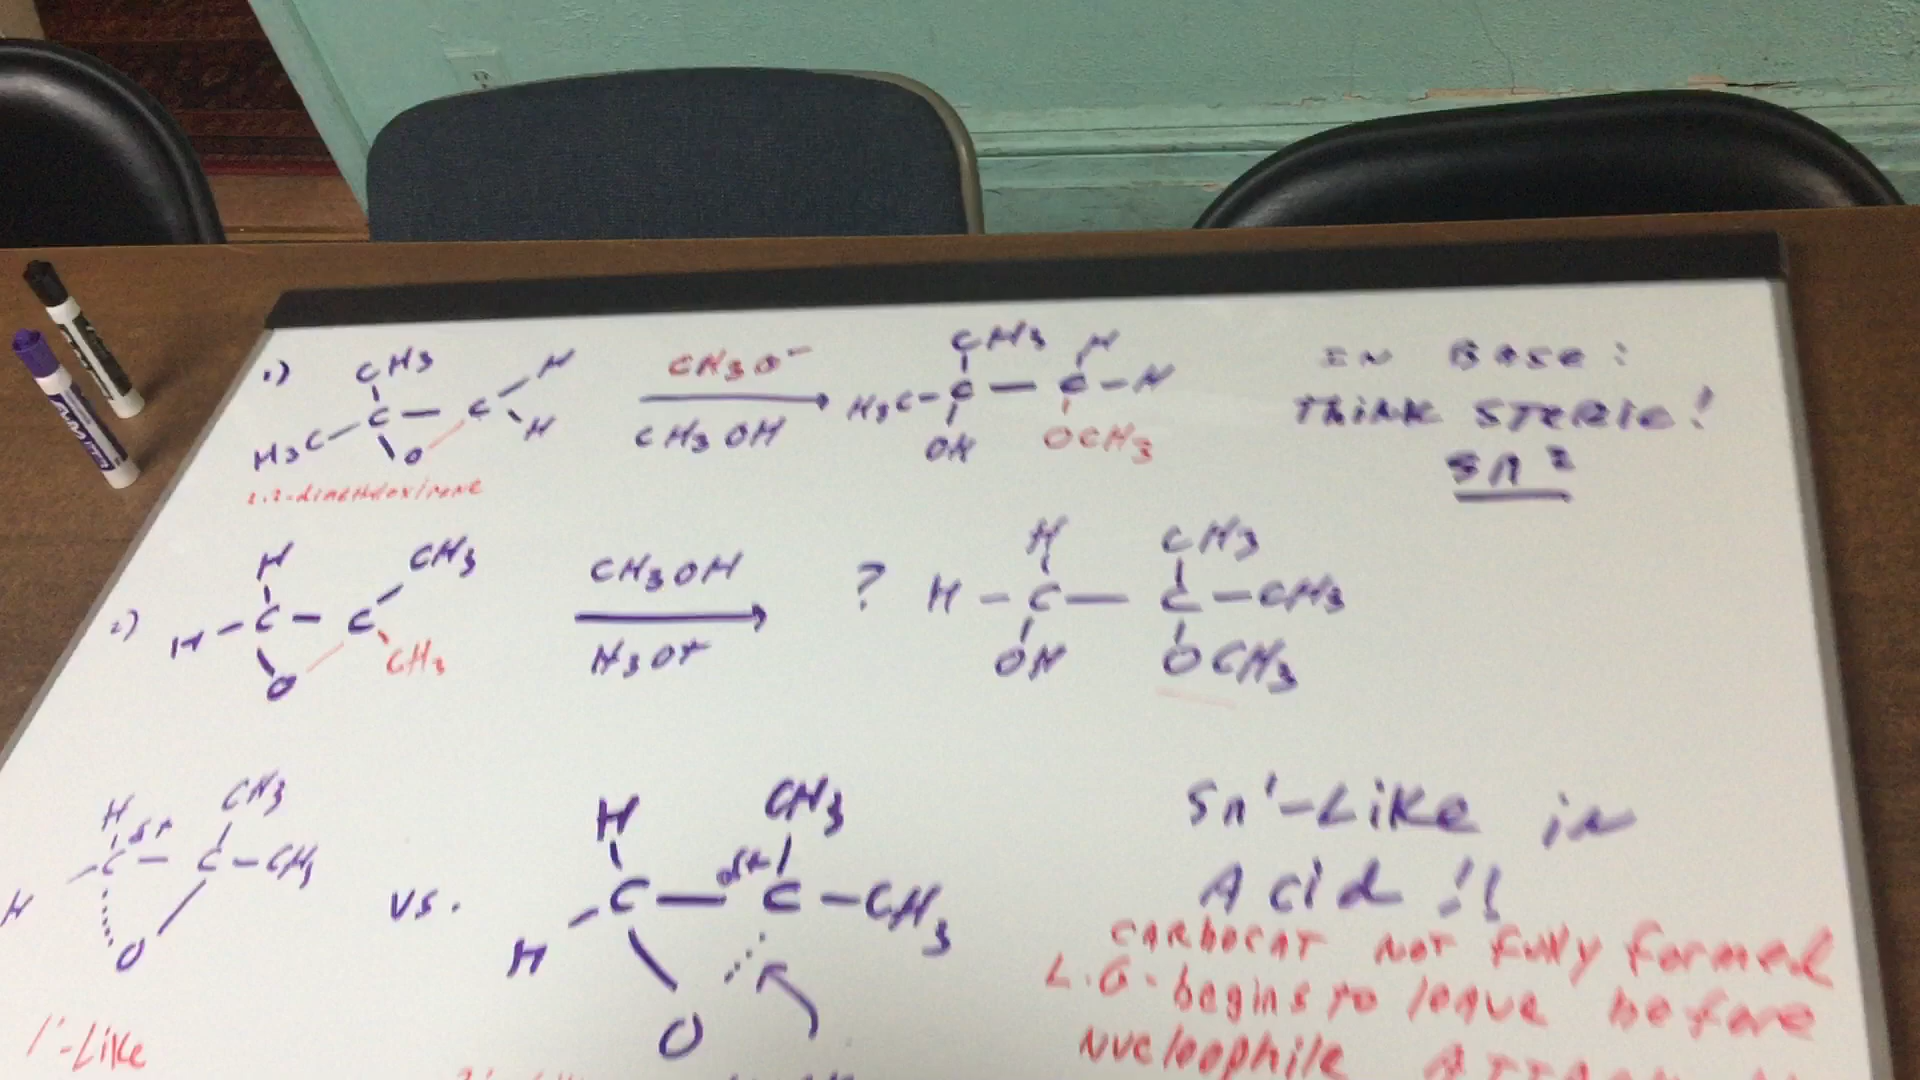 1)
CH3
H
H3C
C
C
H
O
2,2-dimethyloxirane
CH3O-
CH3OH
CH3
H
H3C-C-C-H
OH
OCH3
IN BASE:
THINK STERIC!
SN2
2)
H
CH3
H-C-C
CH3
O
CH3OH
H3O+
?
H
CH3
H-C-C-CH3
OH
OCH3
H
δ+
CH3
H-C-C-CH3
O
VS.
H
δ+
CH3
H-C-C-CH3
O
Sn'-Like in
Acid !!
CARBOCAT NOT fully formed
L.G. begins to leave before
Nucleophile
1°-Like